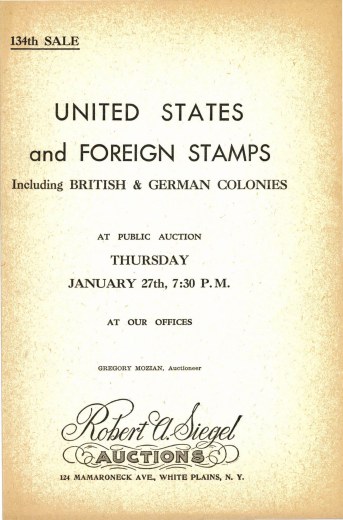 134th SALE
UNITED STATES
and FOREIGN STAMPS
Including BRITISH & GERMAN COLONIES
AT PUBLIC AUCTION
THURSDAY
JANUARY 27th, 7:30 P.M.
AT OUR OFFICES
GREGORY MOZIAN, Auctioneer
Robert A. Siegel
AUCTIONS
124 MAMARONECK AVE., WHITE PLAINS, N. Y.